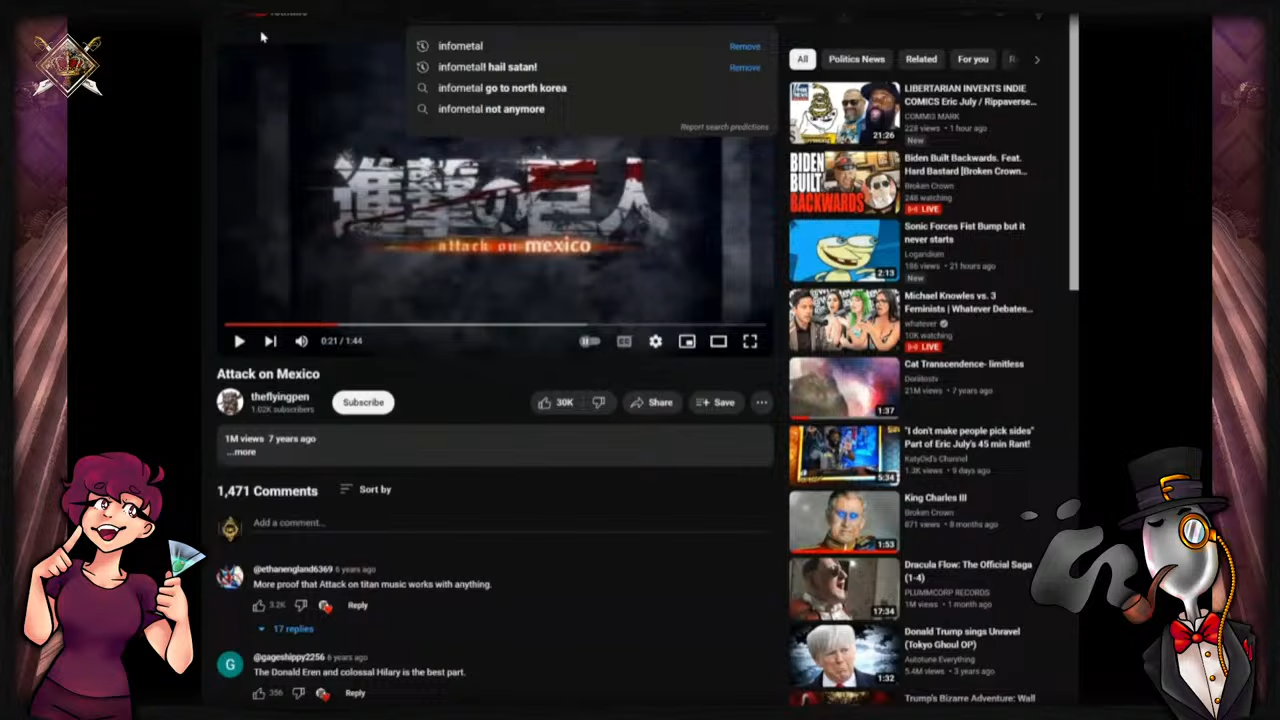 infometal
Remove
infometal! hail satan!
Remove
infometal go to north korea
infometal not anymore
Report search predictions
進撃の巨人
attack on mexico
0:21 / 1:44
Attack on Mexico
theflyingpen
1.02K subscribers
Subscribe
30K
Share
Save
1M views 7 years ago
...more
1,471 Comments
Sort by
Add a comment...
@ethanengland6369 6 years ago
More proof that Attack on titan music works with anything.
3.2K
Reply
17 replies
G
@gageshippy2256 6 years ago
The Donald Eren and colossal Hilary is the best part.
356
Reply
All
Politics News
Related
For you
21:26
LIBERTARIAN INVENTS INDIE
COMICS Eric July / Rippaverse...
COMMIS MARK
228 views • 1 hour ago
New
BIDEN
BUILT
BACKWARDS
Biden Built Backwards. Feat.
Hard Bastard [Broken Crown...
Broken Crown
248 watching
LIVE
2:13
Sonic Forces Fist Bump but it
never starts
Logandium
186 views • 21 hours ago
New
Michael Knowles vs. 3
Feminists | Whatever Debates...
whatever
10K watching
LIVE
1:37
Cat Transcendence- limitless
Doriitostv
21M views • 7 years ago
5:34
"I don't make people pick sides"
Part of Eric July's 45 min Rant!
KatyDid's Channel
1.3K views • 9 days ago
1:53
King Charles III
Broken Crown
871 views • 8 months ago
17:34
Dracula Flow: The Official Saga
(1-4)
PLUMMCORP RECORDS
1M views • 1 month ago
1:32
Donald Trump sings Unravel
(Tokyo Ghoul OP)
Autotune Everything
5.4M views • 3 years ago
Trump's Bizarre Adventure: Wall